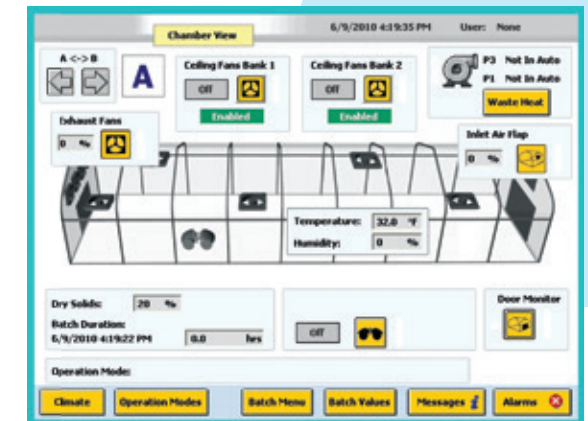 Chamber View
6/9/2010 4:19:35 PM User: None
A <-> B
A
Ceiling Fans Bank 1
Off
Enabled
Ceiling Fans Bank 2
Off
Enabled
P3 Not In Auto
P1 Not In Auto
Waste Heat
Exhaust Fans
0 %
Inlet Air Flap
0 %
Temperature: 32.0 °F
Humidity: 0 %
Dry Solids: 20 %
Batch Duration:
6/9/2010 4:19:22 PM 0.0 hrs
Off
Door Monitor
Operation Mode:
Climate Operation Modes Batch Menu Batch Values Messages i Alarms